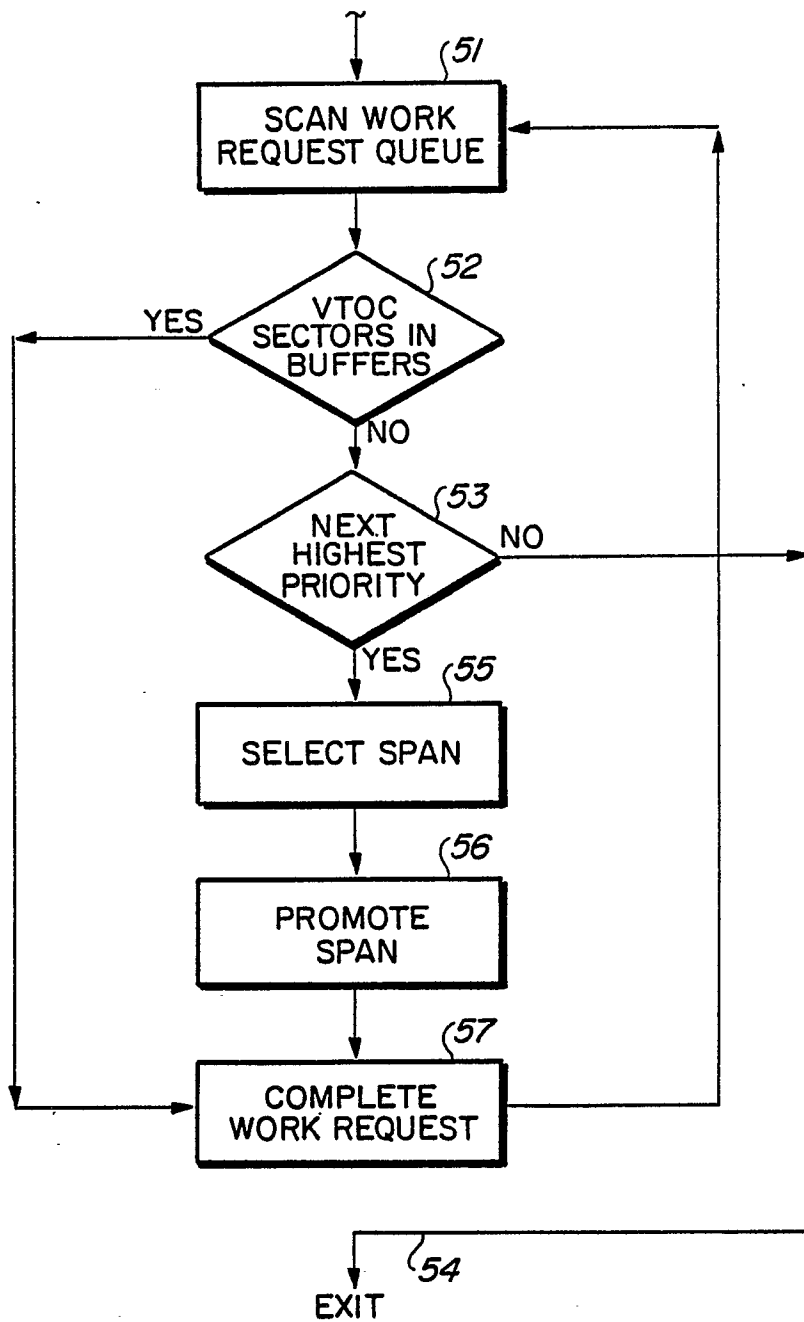 51
SCAN WORK
REQUEST QUEUE
52
YES
VTOC
SECTORS IN
BUFFERS
NO
53
NEXT
HIGHEST
PRIORITY
NO
YES
55
SELECT SPAN
56
PROMOTE
SPAN
57
COMPLETE
WORK REQUEST
54
EXIT